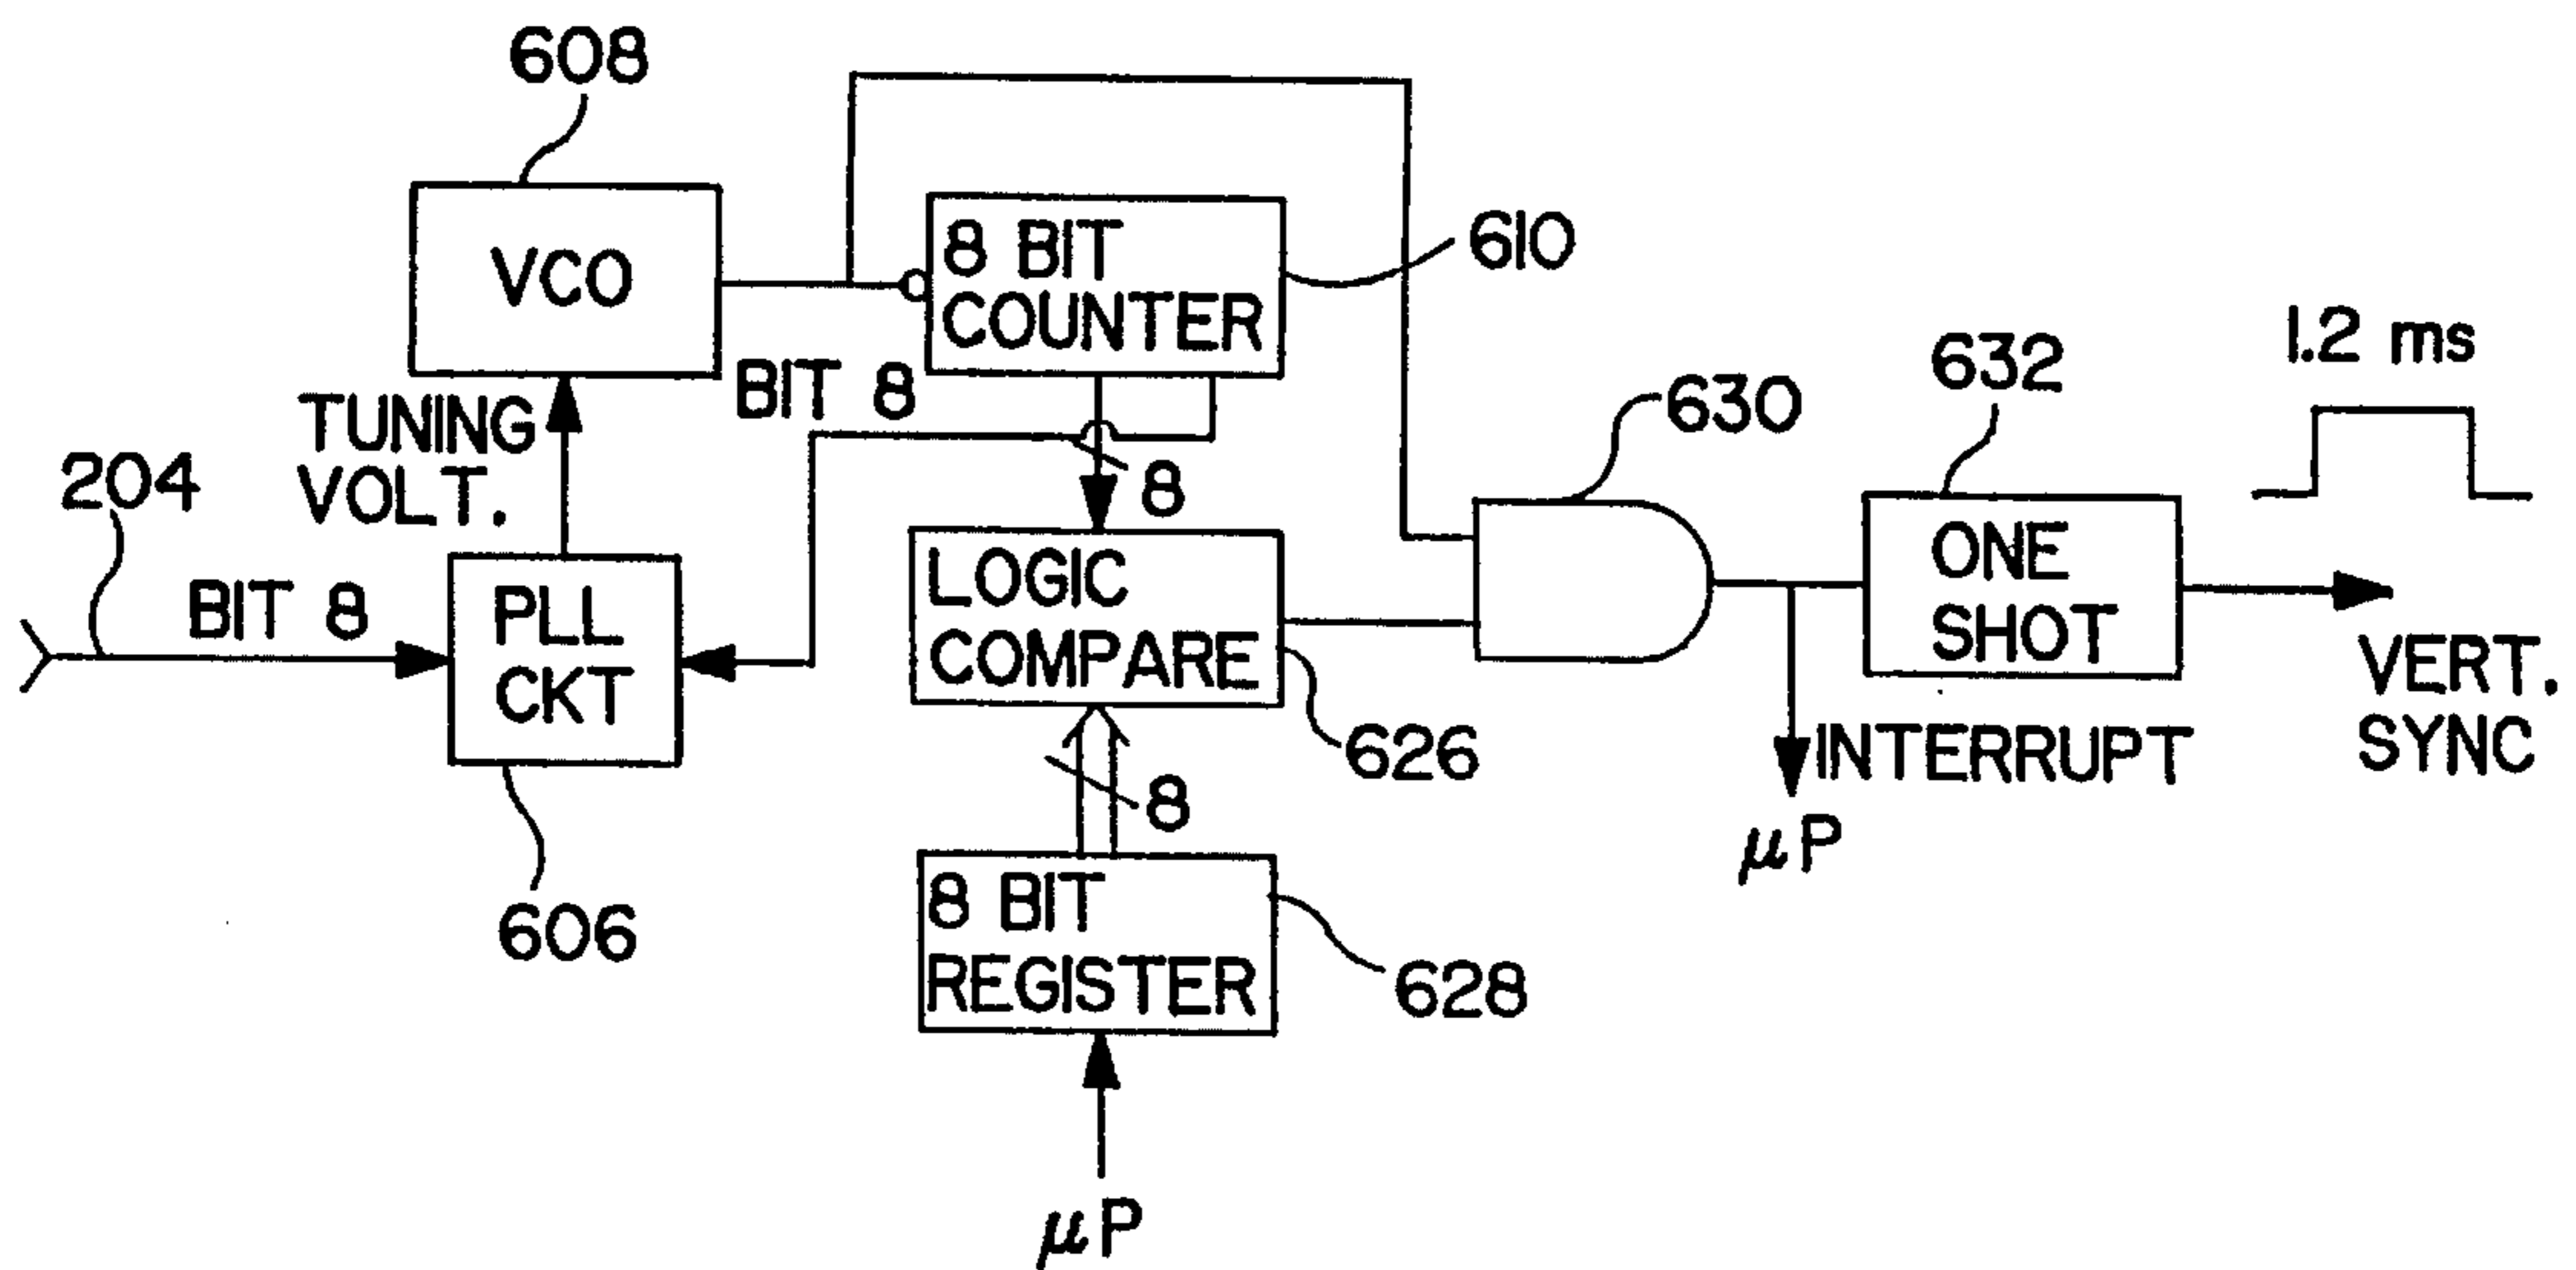 608
VCO
8 BIT
COUNTER
610
BIT 8
TUNING
VOLT.
204
BIT 8
PLL
CKT
606
8
LOGIC
COMPARE
626
8
8 BIT
REGISTER
628
μP
630
632
ONE
SHOT
1.2 ms
INTERRUPT
μP
VERT.
SYNC